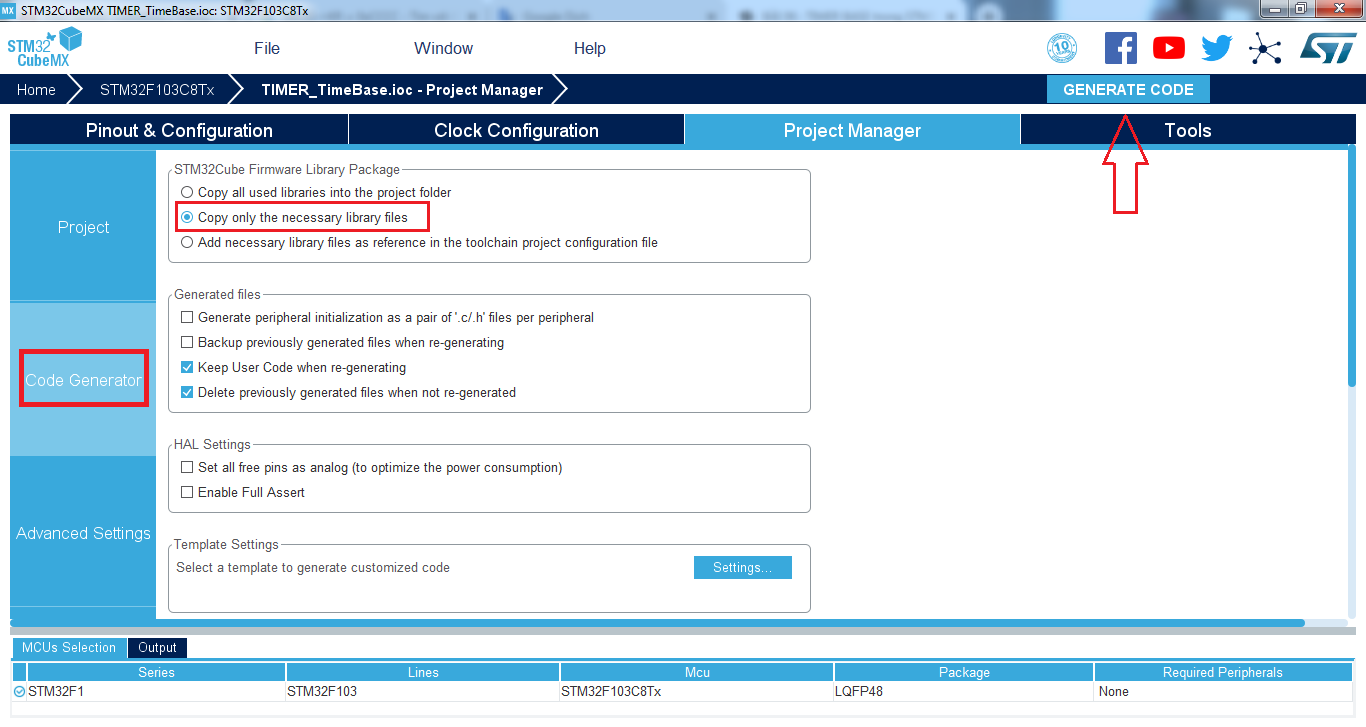 MX STM32CubeMX TIMER_TimeBase.ioc: STM32F103C8Tx
STM32
CubeMX
File Window Help
10
f
ST
Home STM32F103C8Tx TIMER_TimeBase.ioc - Project Manager GENERATE CODE
Pinout & Configuration Clock Configuration Project Manager Tools
Project
Code Generator
Advanced Settings
STM32Cube Firmware Library Package
Copy all used libraries into the project folder
Copy only the necessary library files
Add necessary library files as reference in the toolchain project configuration file
Generated files
Generate peripheral initialization as a pair of '.c/.h' files per peripheral
Backup previously generated files when re-generating
Keep User Code when re-generating
Delete previously generated files when not re-generated
HAL Settings
Set all free pins as analog (to optimize the power consumption)
Enable Full Assert
Template Settings
Select a template to generate customized code Settings...
MCUs Selection Output
Series Lines Mcu Package Required Peripherals
STM32F1 STM32F103 STM32F103C8Tx LQFP48 None